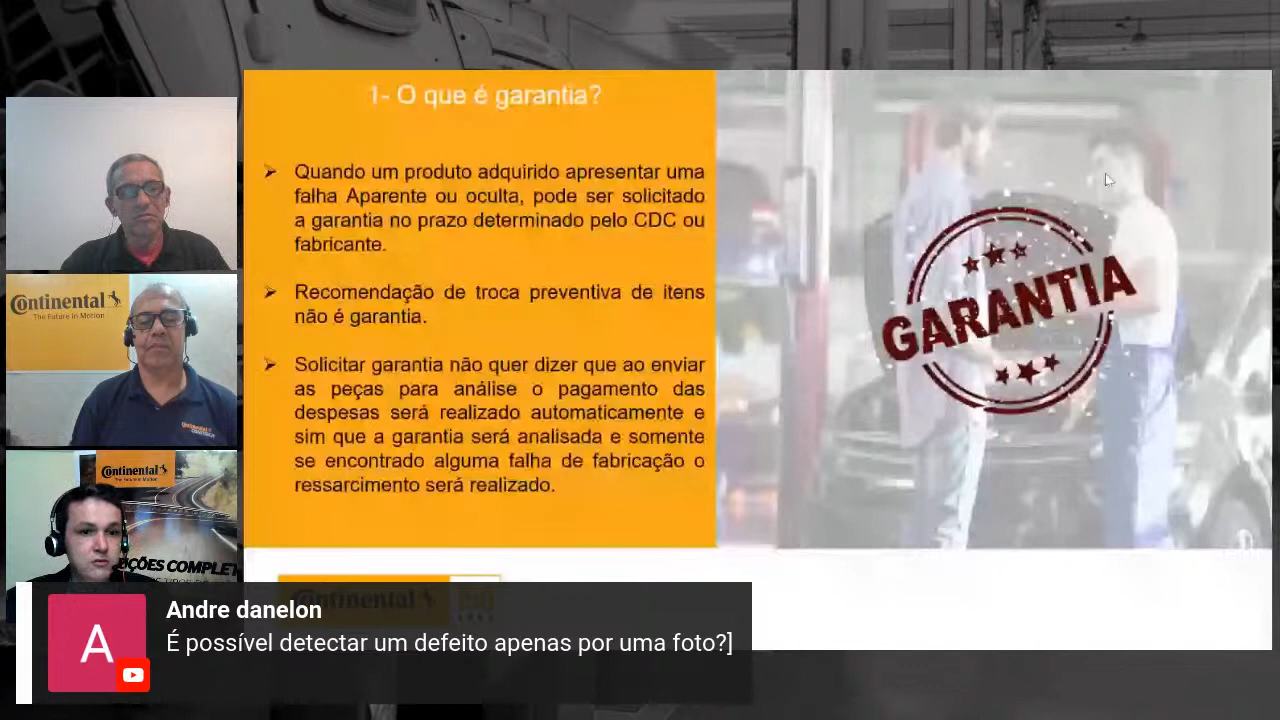 1- O que é garantia?
➢ Quando um produto adquirido apresentar uma
falha Aparente ou oculta, pode ser solicitado
a garantia no prazo determinado pelo CDC ou
fabricante.
➢ Recomendação de troca preventiva de itens
não é garantia.
➢ Solicitar garantia não quer dizer que ao enviar
as peças para análise o pagamento das
despesas será realizado automaticamente e
sim que a garantia será analisada e somente
se encontrado alguma falha de fabricação o
ressarcimento será realizado.
GARANTIA
Continental
The Future in Motion
Continental
The Future in Motion
COMPLET
Continental
A
Andre danelon
É possível detectar um defeito apenas por uma foto?]